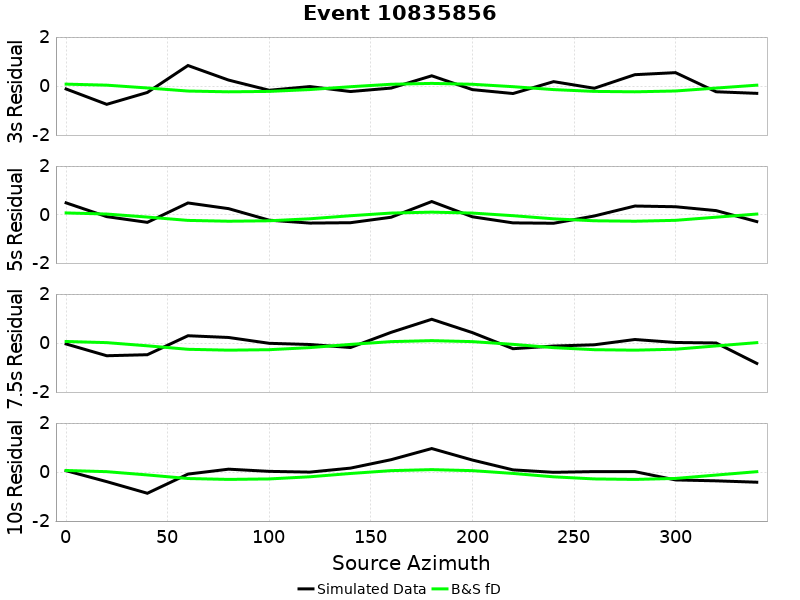 Event 10835856
3s Residual
2
0
-2
5s Residual
2
0
-2
7.5s Residual
2
0
-2
10s Residual
2
0
-2
0 50 100 150 200 250 300
Source Azimuth
Simulated Data B&S fD